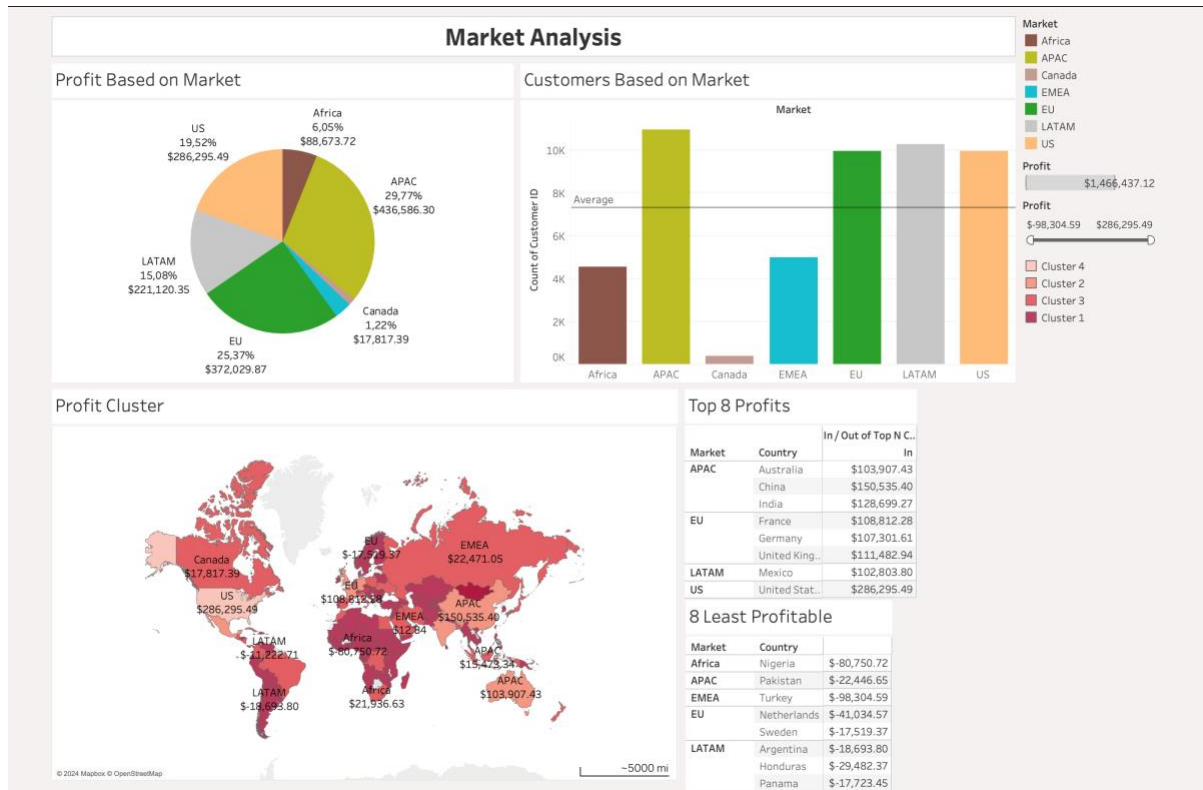 Market Analysis
Profit Based on Market
Africa
6,05%
$88,673.72
US
19,52%
$286,295.49
APAC
29,77%
$436,586.30
LATAM
15,08%
$221,120.35
Canada
1,22%
$17,817.39
EU
25,37%
$372,029.87
Customers Based on Market
Market
Count of Customer ID
10K
8K
6K
4K
2K
0K
Average
Africa APAC Canada EMEA EU LATAM US
Market
Africa
APAC
Canada
EMEA
EU
LATAM
US
Profit
$1,466,437.12
Profit
$-98,304.59 $286,295.49
Cluster 4
Cluster 2
Cluster 3
Cluster 1
Profit Cluster
Canada
$17,817.39
US
$286,295.49
LATAM
$-11,222.71
LATAM
$-18,693.80
EU
EU
EMEA
$22,471.05
EMEA
$12.84
APAC
$150,535.40
Africa
$-80,750.72
APAC
$15,473.34
Africa
$21,936.63
APAC
$103,907.43
© 2024 Mapbox © OpenStreetMap
~5000 mi
Top 8 Profits
In / Out of Top N C..
Market Country In
APAC Australia $103,907.43
China $150,535.40
India $128,699.27
EU France $108,812.28
Germany $107,301.61
United King.. $111,482.94
LATAM Mexico $102,803.80
US United Stat.. $286,295.49
8 Least Profitable
Market Country
Africa Nigeria $-80,750.72
APAC Pakistan $-22,446.65
EMEA Turkey $-98,304.59
EU Netherlands $-41,034.57
Sweden $-17,519.37
LATAM Argentina $-18,693.80
Honduras $-29,482.37
Panama $-17,723.45